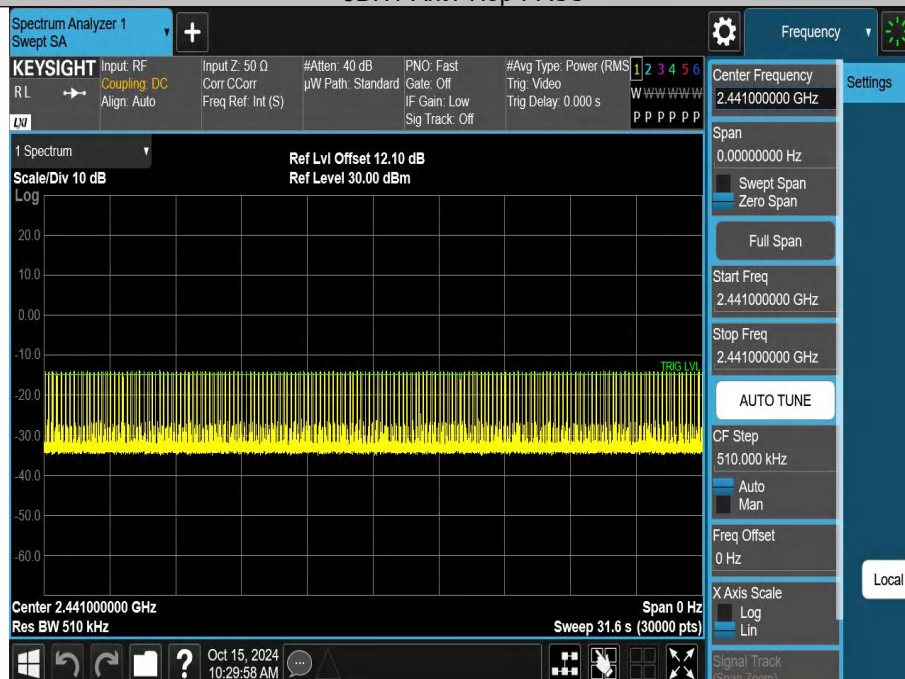 Spectrum Analyzer 1
Swept SA
Frequency
KEYSIGHT
RL
LXI
Input: RF
Coupling: DC
Align: Auto
Input Z: 50 Ω
Corr CCorr
Freq Ref: Int (S)
#Atten: 40 dB
µW Path: Standard
PNO: Fast
Gate: Off
IF Gain: Low
Sig Track: Off
#Avg Type: Power (RMS
Trig: Video
Trig Delay: 0.000 s
1 2 3 4 5 6
W W W W W W
P P P P P P
Center Frequency
2.441000000 GHz
Settings
Span
0.00000000 Hz
Swept Span
Zero Span
Full Span
Start Freq
2.441000000 GHz
Stop Freq
2.441000000 GHz
AUTO TUNE
CF Step
510.000 kHz
Auto
Man
Freq Offset
0 Hz
Local
X Axis Scale
Log
Lin
Signal Track
(Span Zoom)
1 Spectrum
Scale/Div 10 dB
Log
Ref Lvl Offset 12.10 dB
Ref Level 30.00 dBm
20.0
10.0
0.00
-10.0
TRIG LVL
-20.0
-30.0
-40.0
-50.0
-60.0
Center 2.441000000 GHz
Res BW 510 kHz
Span 0 Hz
Sweep 31.6 s (30000 pts)
?
Oct 15, 2024
10:29:58 AM